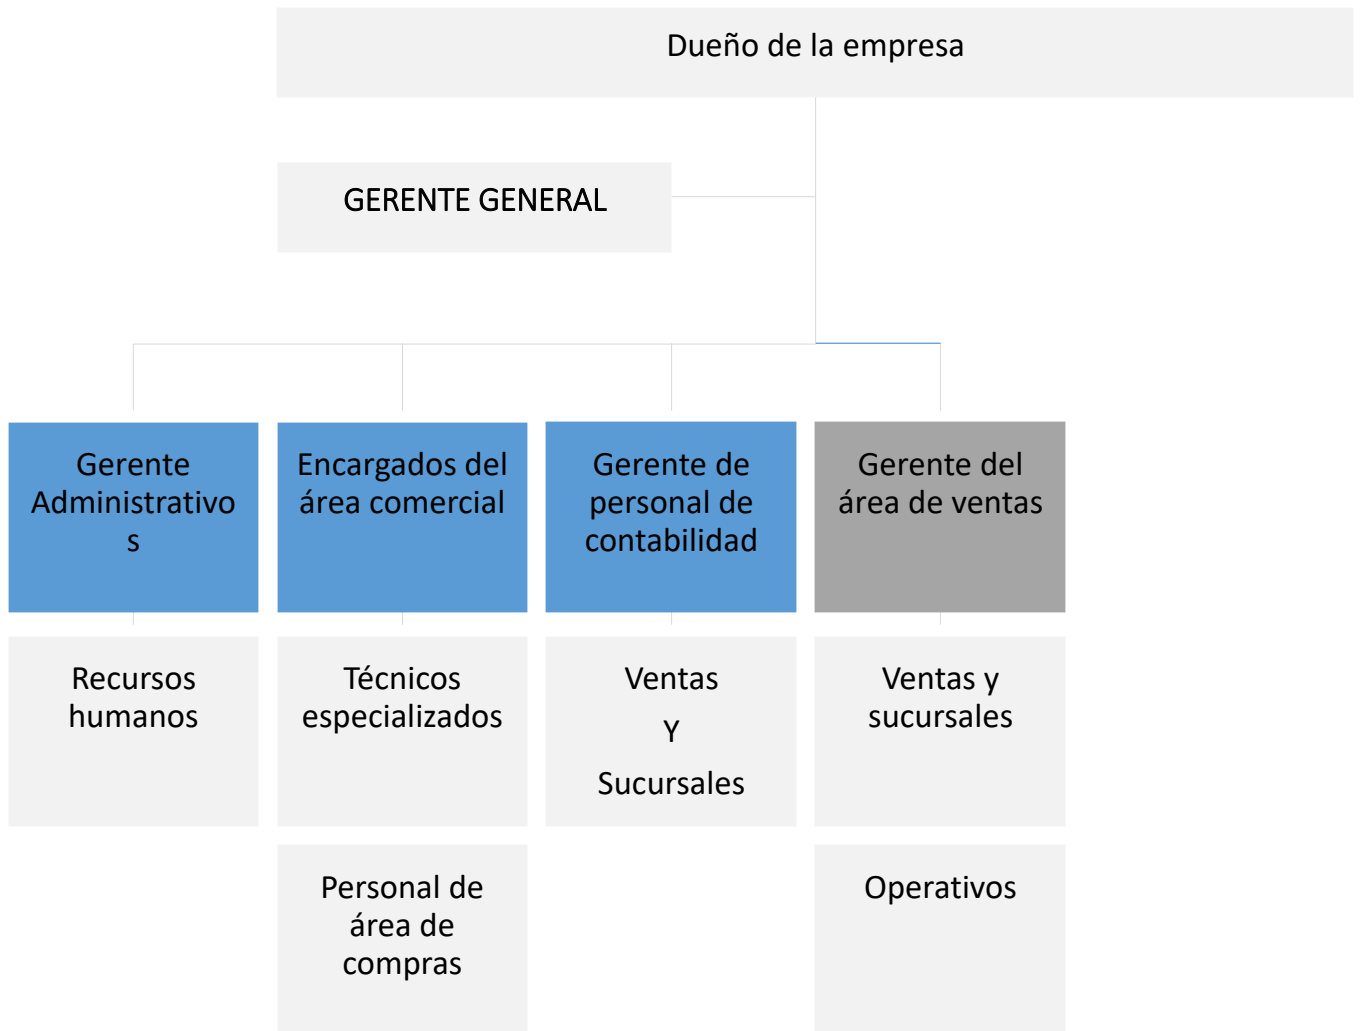 Dueño de la empresa
GERENTE GENERAL
Gerente
Administrativo
s
Encargados del
área comercial
Gerente de
personal de
contabilidad
Gerente del
área de ventas
Recursos
humanos
Técnicos
especializados
Ventas
Y
Sucursales
Ventas y
sucursales
Personal de
área de
compras
Operativos